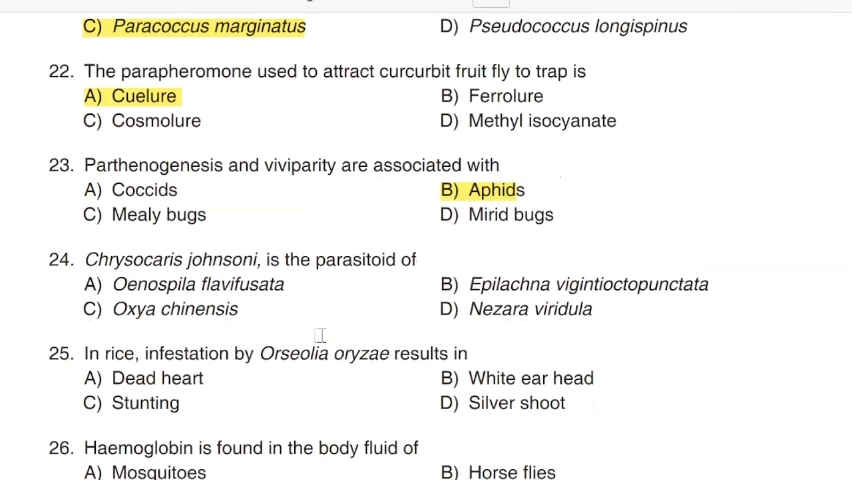 C) Paracoccus marginatus D) Pseudococcus longispinus
22. The parapheromone used to attract curcurbit fruit fly to trap is
A) Cuelure B) Ferrolure
C) Cosmolure D) Methyl isocyanate
23. Parthenogenesis and viviparity are associated with
A) Coccids B) Aphids
C) Mealy bugs D) Mirid bugs
24. Chrysocaris johnsoni, is the parasitoid of
A) Oenospila flavifusata B) Epilachna vigintioctopunctata
C) Oxya chinensis D) Nezara viridula
25. In rice, infestation by Orseolia oryzae results in
A) Dead heart B) White ear head
C) Stunting D) Silver shoot
26. Haemoglobin is found in the body fluid of
A) Mosquitoes B) Horse flies